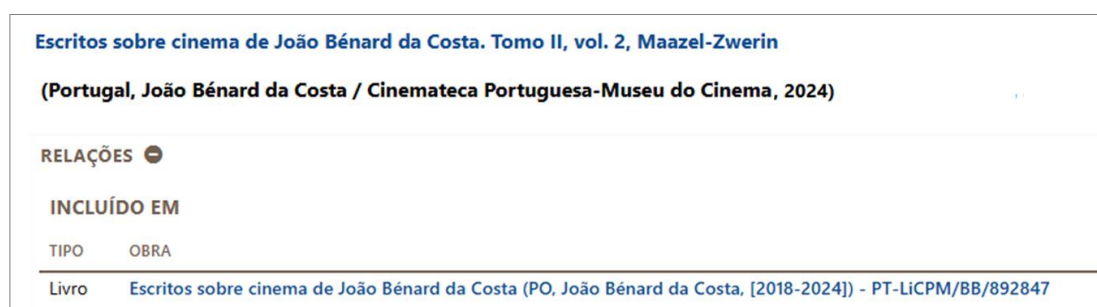 Escritos sobre cinema de João Bénard da Costa. Tomo II, vol. 2, Maazel-Zwerin
(Portugal, João Bénard da Costa / Cinemateca Portuguesa-Museu do Cinema, 2024)
RELAÇÕES
INCLUÍDO EM
TIPO OBRA
Livro Escritos sobre cinema de João Bénard da Costa (PO, João Bénard da Costa, [2018-2024]) - PT-LiCPM/BB/892847